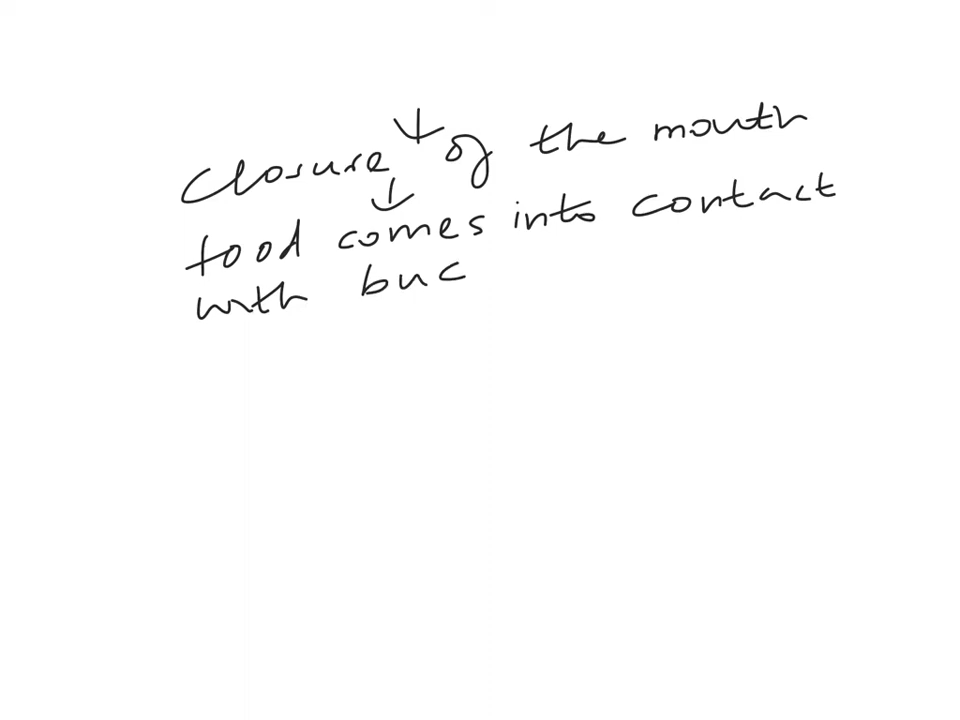 ↓
closure of the mouth
↓
food comes into contact
with buc